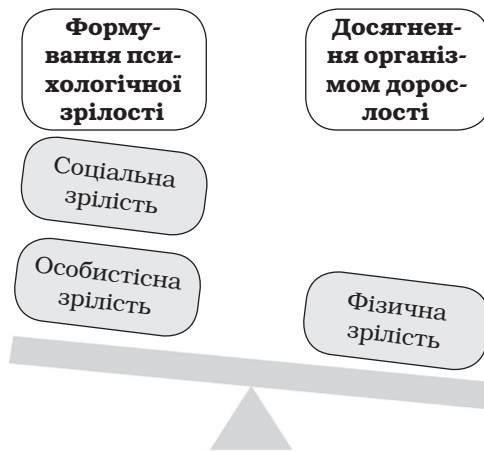 Форму-
вання пси-
хологічної
зрілості
Досягнен-
ня організ-
мом дорос-
лості
Соціальна
зрілість
Особистісна
зрілість
Фізична
зрілість